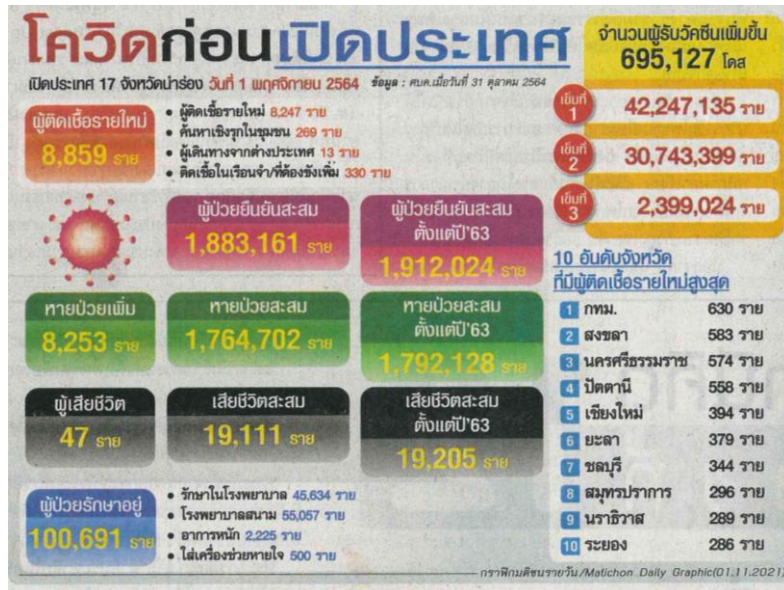 โควิดก่อนเปิดประเทศ
เปิดประเทศ 17 จังหวัดนำร่อง วันที่ 1 พฤศจิกายน 2564 ข้อมูล : ศบค.เมื่อวันที่ 31 ตุลาคม 2564
ผู้ติดเชื้อรายใหม่
8,859 ราย
• ผู้ติดเชื้อรายใหม่ 8,247 ราย
• ค้นหาเชิงรุกในชุมชน 269 ราย
• ผู้เดินทางจากต่างประเทศ 13 ราย
• ติดเชื้อในเรือนจำ/ที่ต้องขังเพิ่ม 330 ราย
ผู้ป่วยยืนยันสะสม
1,883,161 ราย
ผู้ป่วยยืนยันสะสม
ตั้งแต่ปี'63
1,912,024 ราย
หายป่วยเพิ่ม
8,253 ราย
หายป่วยสะสม
1,764,702 ราย
หายป่วยสะสม
ตั้งแต่ปี'63
1,792,128 ราย
ผู้เสียชีวิต
47 ราย
เสียชีวิตสะสม
19,111 ราย
เสียชีวิตสะสม
ตั้งแต่ปี'63
19,205 ราย
ผู้ป่วยรักษาอยู่
100,691 ราย
• รักษาในโรงพยาบาล 45,634 ราย
• โรงพยาบาลสนาม 55,057 ราย
• อาการหนัก 2,225 ราย
• ใส่เครื่องช่วยหายใจ 500 ราย
จำนวนผู้รับวัคซีนเพิ่มขึ้น
695,127 โดส
เข็มที่ 1 42,247,135 ราย
เข็มที่ 2 30,743,399 ราย
เข็มที่ 3 2,399,024 ราย
10 อันดับจังหวัด
ที่มีผู้ติดเชื้อรายใหม่สูงสุด
1 กทม. 630 ราย
2 สงขลา 583 ราย
3 นครศรีธรรมราช 574 ราย
4 ปัตตานี 558 ราย
5 เชียงใหม่ 394 ราย
6 ยะลา 379 ราย
7 ชลบุรี 344 ราย
8 สมุทรปราการ 296 ราย
9 นราธิวาส 289 ราย
10 ระยอง 286 ราย
กราฟิกมติชนรายวัน/Matichon Daily Graphic(01.11.2021)